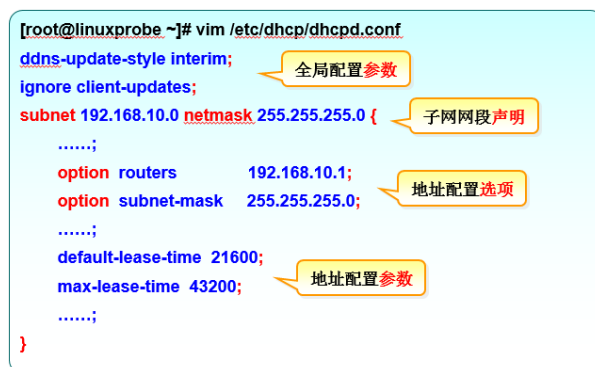 [root@linuxprobe ~]# vim /etc/dhcp/dhcpd.conf
ddns-update-style interim;
全局配置参数
ignore client-updates;
subnet 192.168.10.0 netmask 255.255.255.0 {
子网网段声明
……;
option routers 192.168.10.1;
地址配置选项
option subnet-mask 255.255.255.0;
……;
default-lease-time 21600;
地址配置参数
max-lease-time 43200;
……;
}